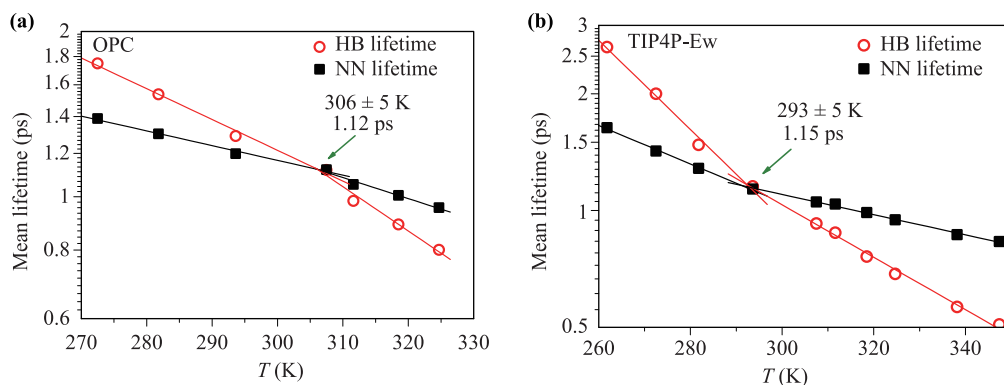 (a)
OPC
HB lifetime
NN lifetime
306 ± 5 K
1.12 ps
Mean lifetime (ps)
2
1.8
1.6
1.4
1.2
1
0.8
0.6
270 280 290 300 310 320 330
T (K)
(b)
TIP4P-Ew
HB lifetime
NN lifetime
293 ± 5 K
1.15 ps
Mean lifetime (ps)
3
2.5
2
1.5
1
0.5
260 280 300 320 340
T (K)